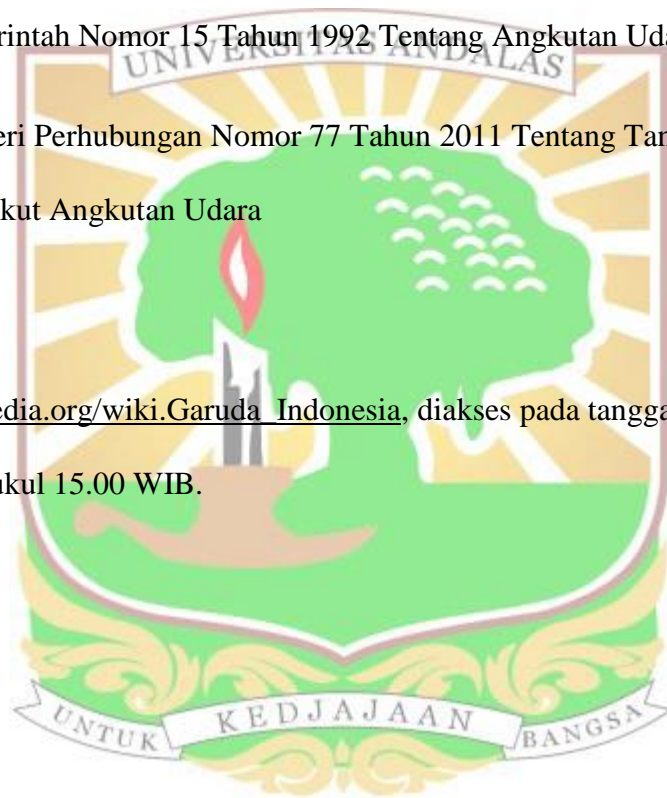 rintah Nomor 15 Tahun 1992 Tentang Angkutan Uda
UNIVERSITAS ANDALAS
eri Perhubungan Nomor 77 Tahun 2011 Tentang Tan
kut Angkutan Udara
edia.org/wiki.Garuda_Indonesia, diakses pada tangga
ukul 15.00 WIB.
UNTUK KEDJAJAAN BANGSA